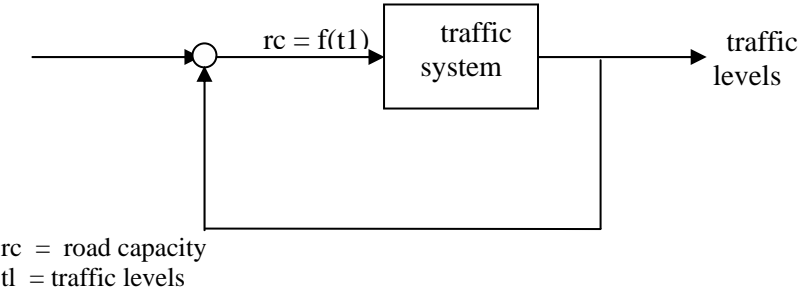 rc = f(t1)
traffic
system
traffic
levels
rc = road capacity
tl = traffic levels